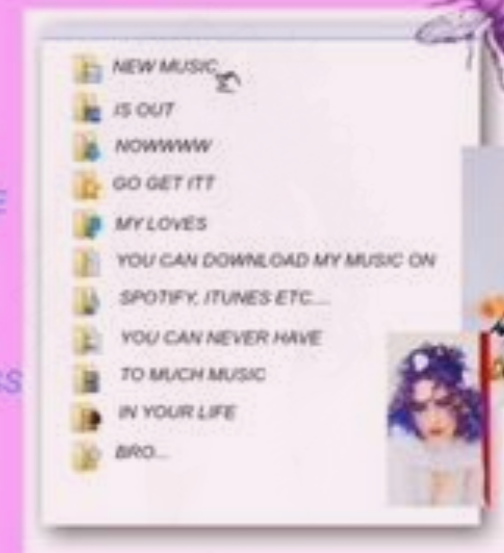 NEW MUSIC
IS OUT
NOWWWW
GO GET ITT
MY LOVES
YOU CAN DOWNLOAD MY MUSIC ON
SPOTIFY, ITUNES ETC....
YOU CAN NEVER HAVE
TO MUCH MUSIC
IN YOUR LIFE
BRO...